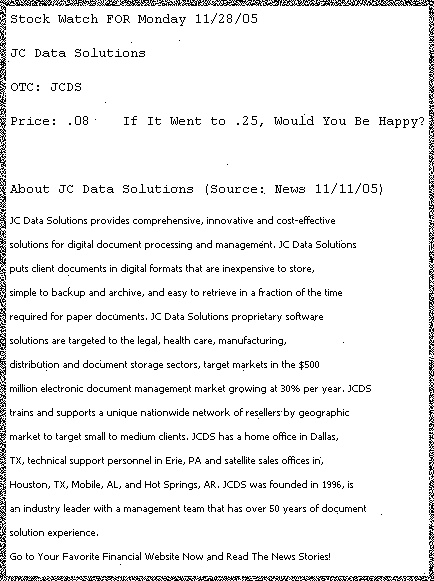 Stock Watch FOR Monday 11/28/05
JC Data Solutions
OTC: JCDS
Price: .08 If It Went to .25, Would You Be Happy?
About JC Data Solutions (Source: News 11/11/05)
JC Data Solutions provides comprehensive, innovative and cost-effective
solutions for digital document processing and management. JC Data Solutions
puts client documents in digital formats that are inexpensive to store,
simple to backup and archive, and easy to retrieve in a fraction of the time
required for paper documents. JC Data Solutions proprietary software
solutions are targeted to the legal, health care, manufacturing,
distribution and document storage sectors, target markets in the $500
million electronic document management market growing at 30% per year. JCDS
trains and supports a unique nationwide network of resellers by geographic
market to target small to medium clients. JCDS has a home office in Dallas,
TX, technical support personnel in Erie, PA and satellite sales offices in,
Houston, TX, Mobile, AL, and Hot Springs, AR. JCDS was founded in 1996, is
an industry leader with a management team that has over 50 years of document
solution experience.
Go to Your Favorite Financial Website Now and Read The News Stories!